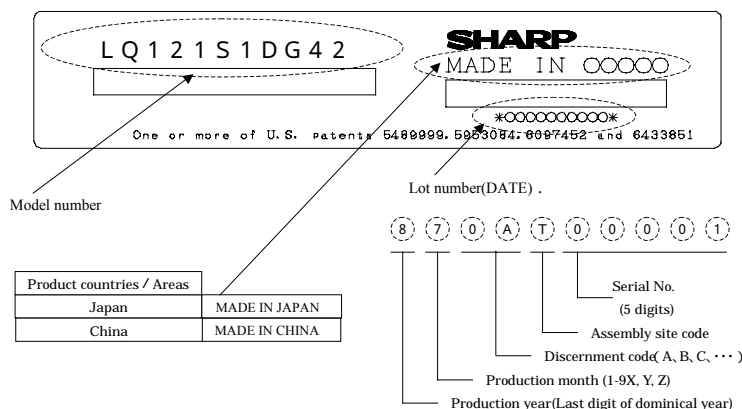 LQ121S1DG42
SHARP
MADE IN OOOOO
*OOOOOOOOOO*
One or more of U.S. patents 5489999.5953084.6097452 and 6433851
Model number
Lot number(DATE) .
8 7 0 A T 0 0 0 0 1
Product countries / Areas
Japan MADE IN JAPAN
China MADE IN CHINA
Serial No.
(5 digits)
Assembly site code
Discernment code( A、B、C、･･･ )
Production month (1-9X, Y, Z)
Production year(Last digit of dominical year)